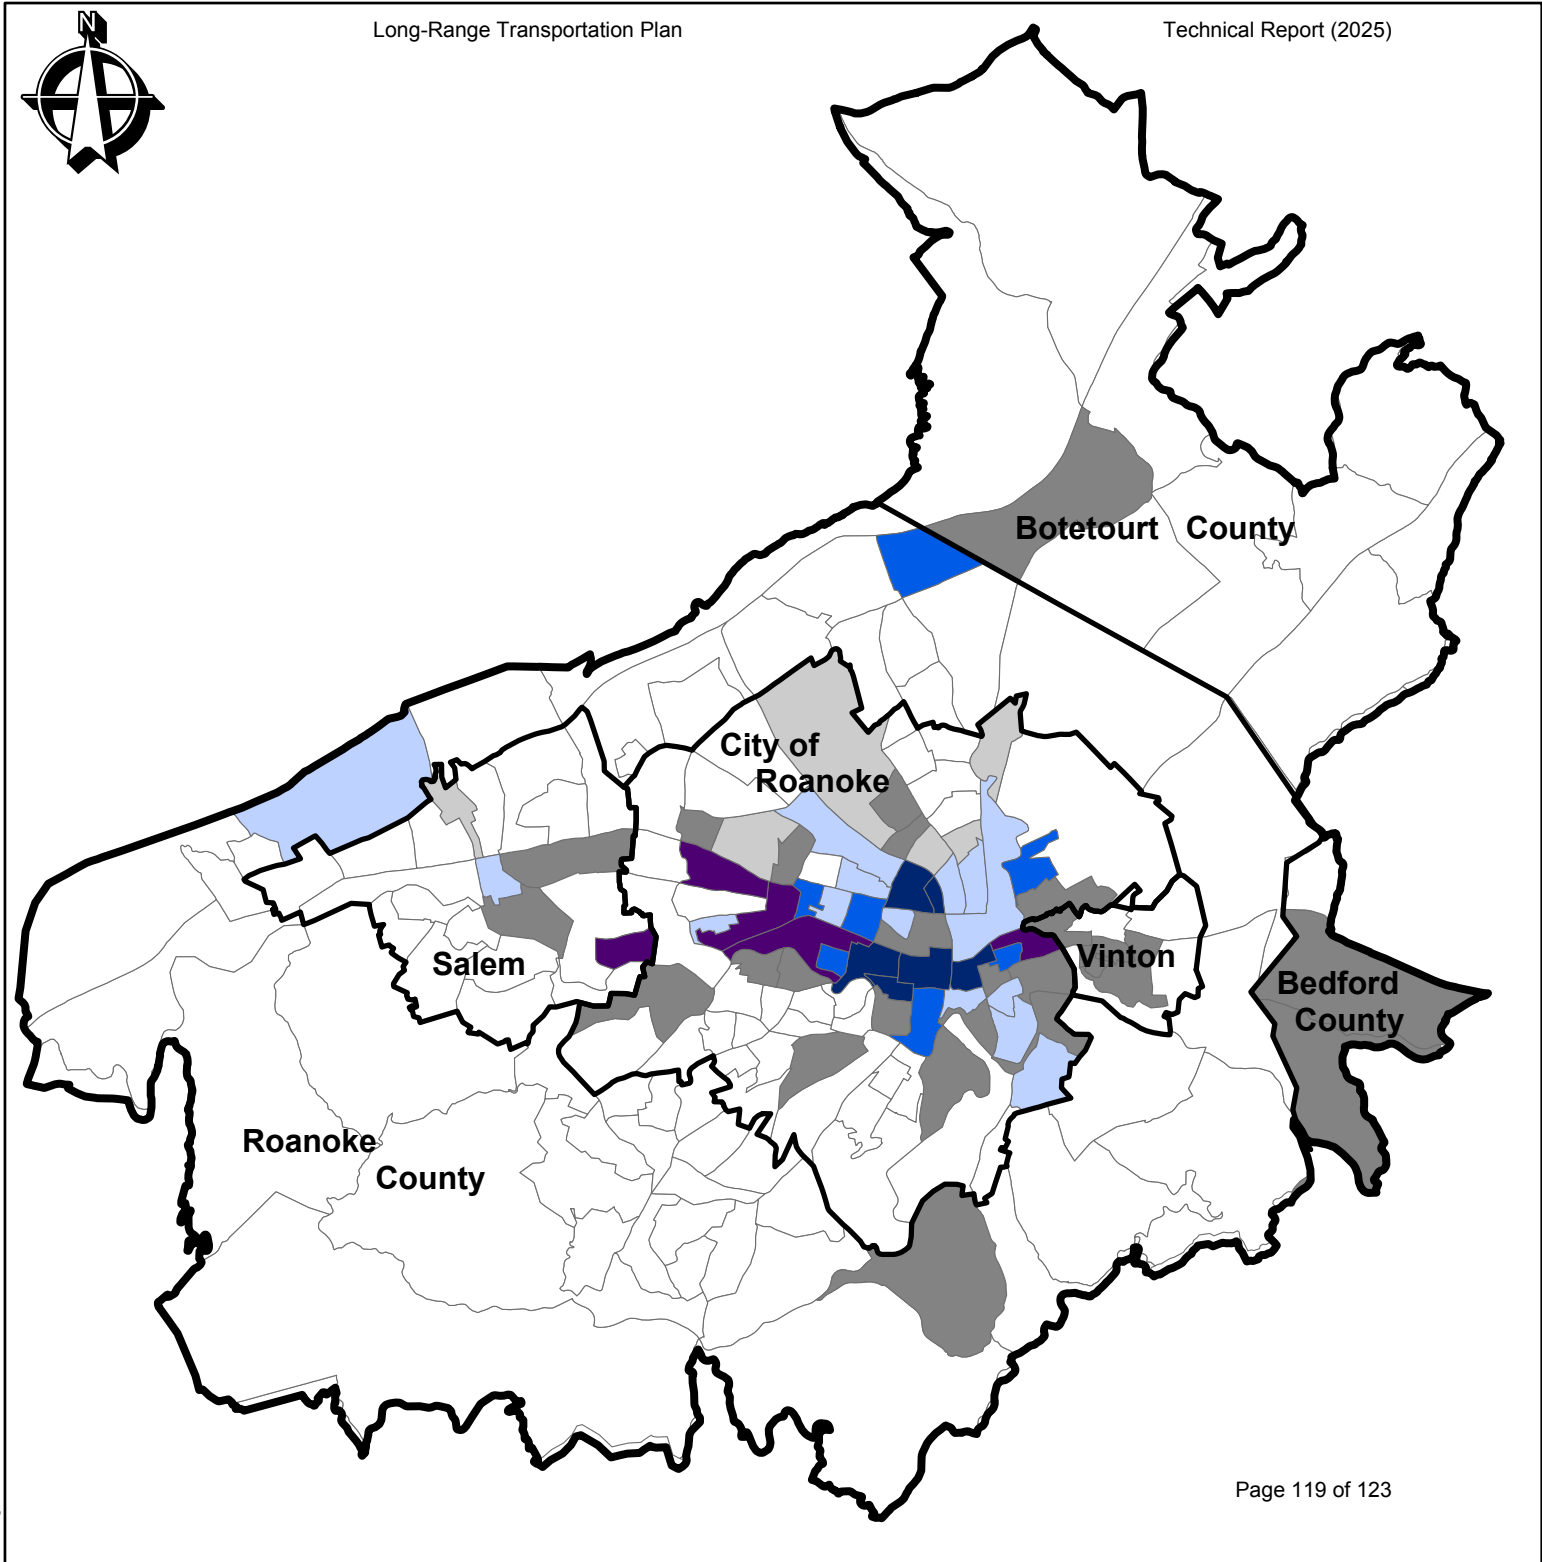 N
Long-Range Transportation Plan
Technical Report (2025)
Botetourt County
City of
Roanoke
Salem
Vinton
Bedford
County
Roanoke
County
Page 119 of 123